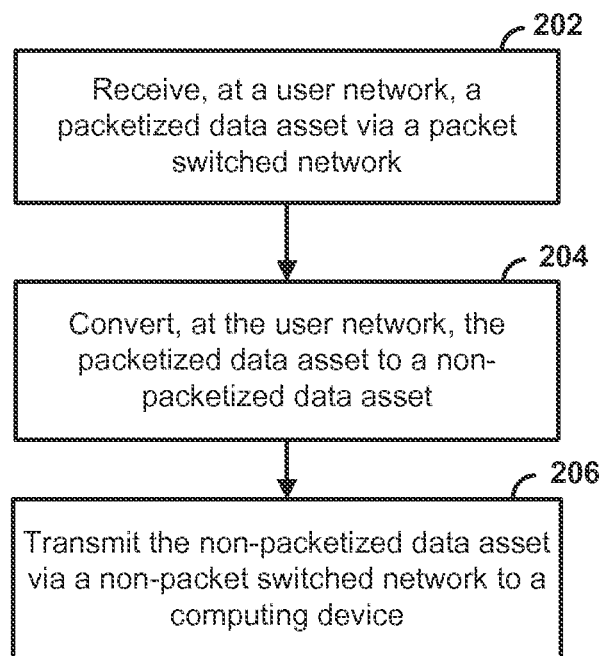 202
Receive, at a user network, a
packetized data asset via a packet
switched network
204
Convert, at the user network, the
packetized data asset to a non-
packetized data asset
206
Transmit the non-packetized data asset
via a non-packet switched network to a
computing device